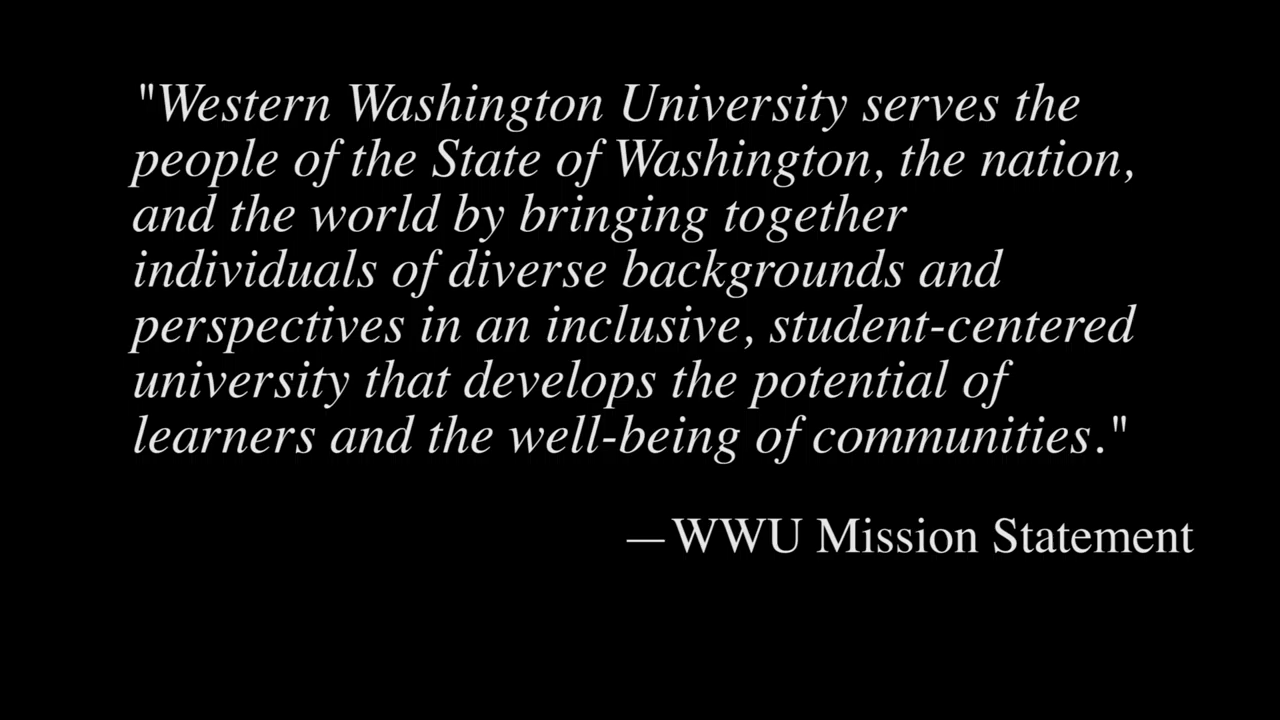 "Western Washington University serves the
people of the State of Washington, the nation,
and the world by bringing together
individuals of diverse backgrounds and
perspectives in an inclusive, student-centered
university that develops the potential of
learners and the well-being of communities."
—WWU Mission Statement